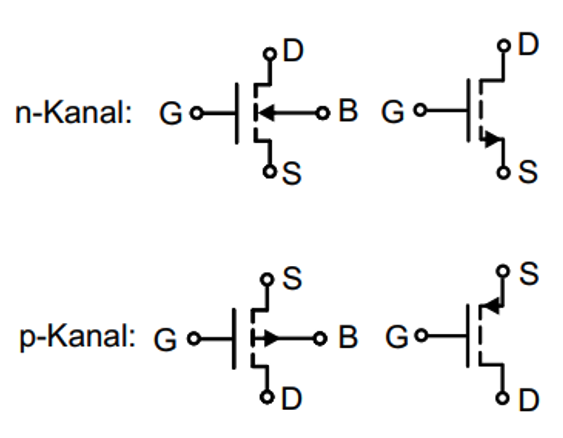 D D
n-Kanal: G B G
S S
S S
p-Kanal: G B G
D D